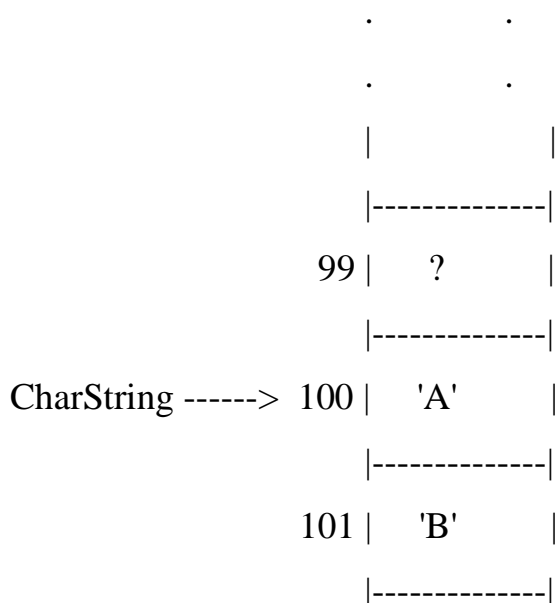 . .
. .
| |
|--------------|
99 | ? |
|--------------|
CharString ------> 100 | 'A' |
|--------------|
101 | 'B' |
|--------------|